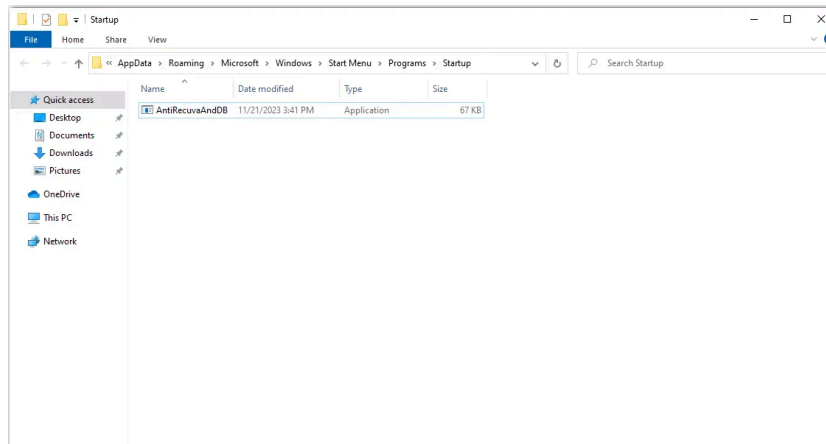 Startup
File Home Share View
« AppData > Roaming > Microsoft > Windows > Start Menu > Programs > Startup
Search Startup
Name Date modified Type Size
AntiRecuvaAndDB 11/21/2023 3:41 PM Application 67 KB
Quick access
Desktop
Documents
Downloads
Pictures
OneDrive
This PC
Network